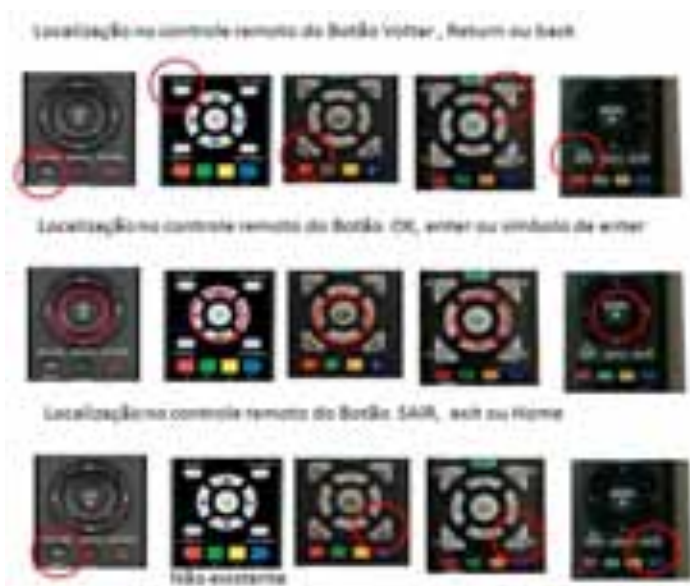 Localização no controle remoto do Botão Voltar , Return ou back
Localização no controle remoto do Botão OK, enter ou símbolo de enter
Localização no controle remoto do Botão SAIR, exit ou Home
Não existente